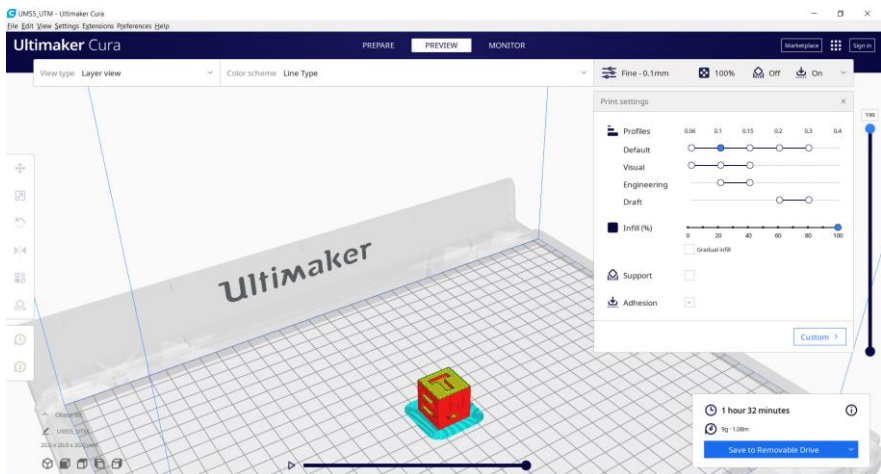 UMS5_UTM - Ultimaker Cura
File Edit View Settings Extensions Preferences Help
Ultimaker Cura
PREPARE PREVIEW MONITOR
Marketplace Sign in
View type Layer view
Color scheme Line Type
Fine - 0.1mm 100% Off On
Print settings
199
Profiles 0.06 0.1 0.15 0.2 0.3 0.4
Default
Visual
Engineering
Draft
Infill (%)
0 20 40 60 80 100
Gradual infill
Support
Adhesion
Custom
Ultimaker
1
2
UMS5_UTM
1 hour 32 minutes
9g · 1.08m
Save to Removable Drive